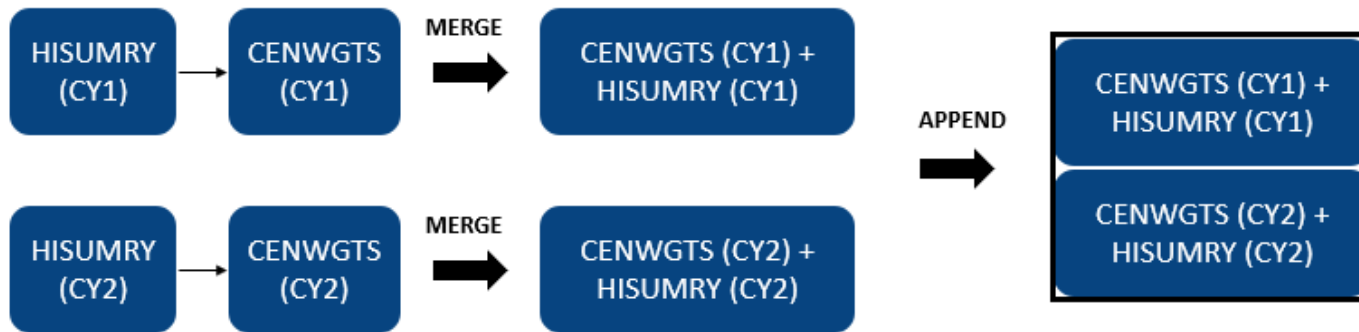 HISUMRY
(CY1)
CENWGTS
(CY1)
MERGE
CENWGTS (CY1) +
HISUMRY (CY1)
HISUMRY
(CY2)
CENWGTS
(CY2)
MERGE
CENWGTS (CY2) +
HISUMRY (CY2)
APPEND
CENWGTS (CY1) +
HISUMRY (CY1)
CENWGTS (CY2) +
HISUMRY (CY2)